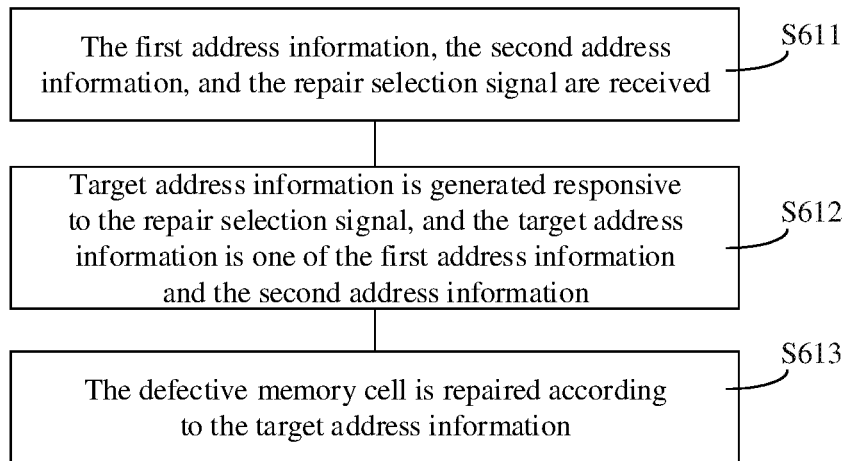 The first address information, the second address
information, and the repair selection signal are received
S611
Target address information is generated responsive
to the repair selection signal, and the target address
information is one of the first address information
and the second address information
S612
The defective memory cell is repaired according
to the target address information
S613